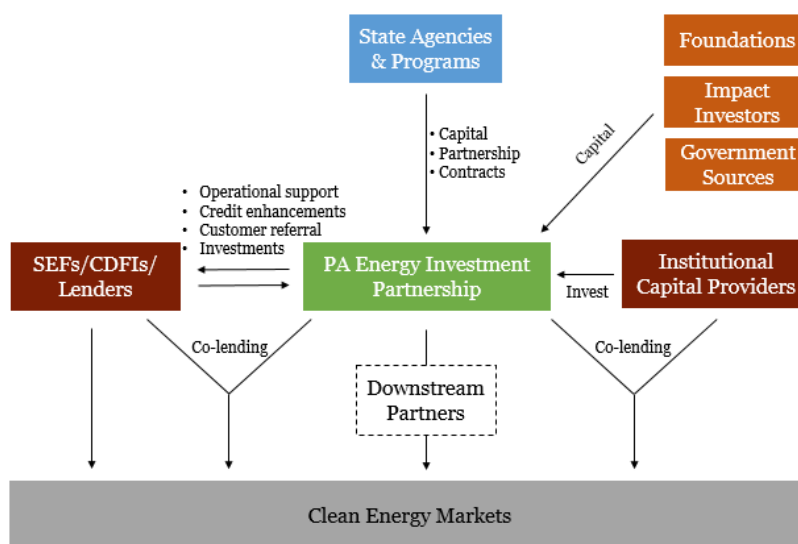 State Agencies
& Programs
Foundations
Impact
Investors
Government
Sources
Capital
• Capital
• Partnership
• Contracts
• Operational support
• Credit enhancements
• Customer referral
• Investments
SEFs/CDFIs/
Lenders
PA Energy Investment
Partnership
Invest
Institutional
Capital Providers
Co-lending
Co-lending
Downstream
Partners
Clean Energy Markets